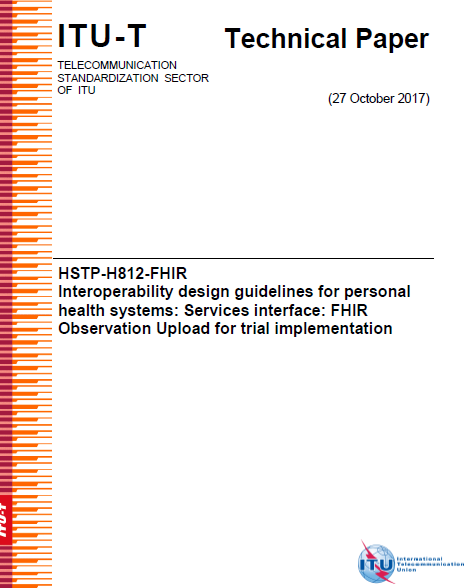 ITU-T
Technical Paper
TELECOMMUNICATION
STANDARDIZATION SECTOR
OF ITU
(27 October 2017)
HSTP-H812-FHIR
Interoperability design guidelines for personal
health systems: Services interface: FHIR
Observation Upload for trial implementation
ITU-T
ITU
International
Telecommunication
Union